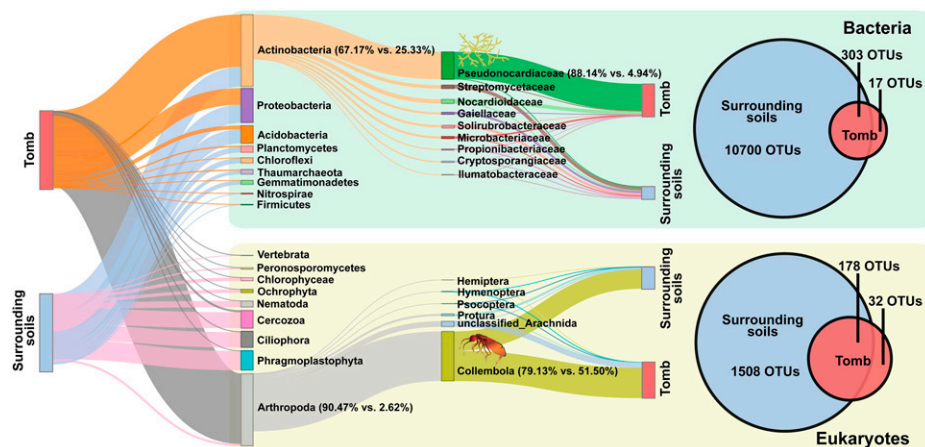 Tomb
Surrounding
soils
Actinobacteria (67.17% vs. 25.33%)
Proteobacteria
Acidobacteria
Planctomycetes
Chloroflexi
Thaumarchaeota
Gemmatimonadetes
Nitrospirae
Firmicutes
Pseudonocardiaceae (88.14% vs. 4.94%)
Streptomycetaceae
Nocardioidaceae
Gaiellaceae
Solirubrobacteraceae
Microbacteriaceae
Propionibacteriaceae
Cryptosporangiaceae
Ilumatobacteraceae
Tomb
Surrounding
soils
Bacteria
303 OTUs
17 OTUs
Surrounding
soils
Tomb
10700 OTUs
Vertebrata
Peronosporomycetes
Chlorophyceae
Ochrophyta
Nematoda
Cercozoa
Ciliophora
Phragmoplastophyta
Arthropoda (90.47% vs. 2.62%)
Hemiptera
Hymenoptera
Psocoptera
Protura
unclassified_Arachnida
Collembola (79.13% vs. 51.50%)
Surrounding
soils
Tomb
178 OTUs
32 OTUs
Surrounding
soils
Tomb
1508 OTUs
Eukaryotes